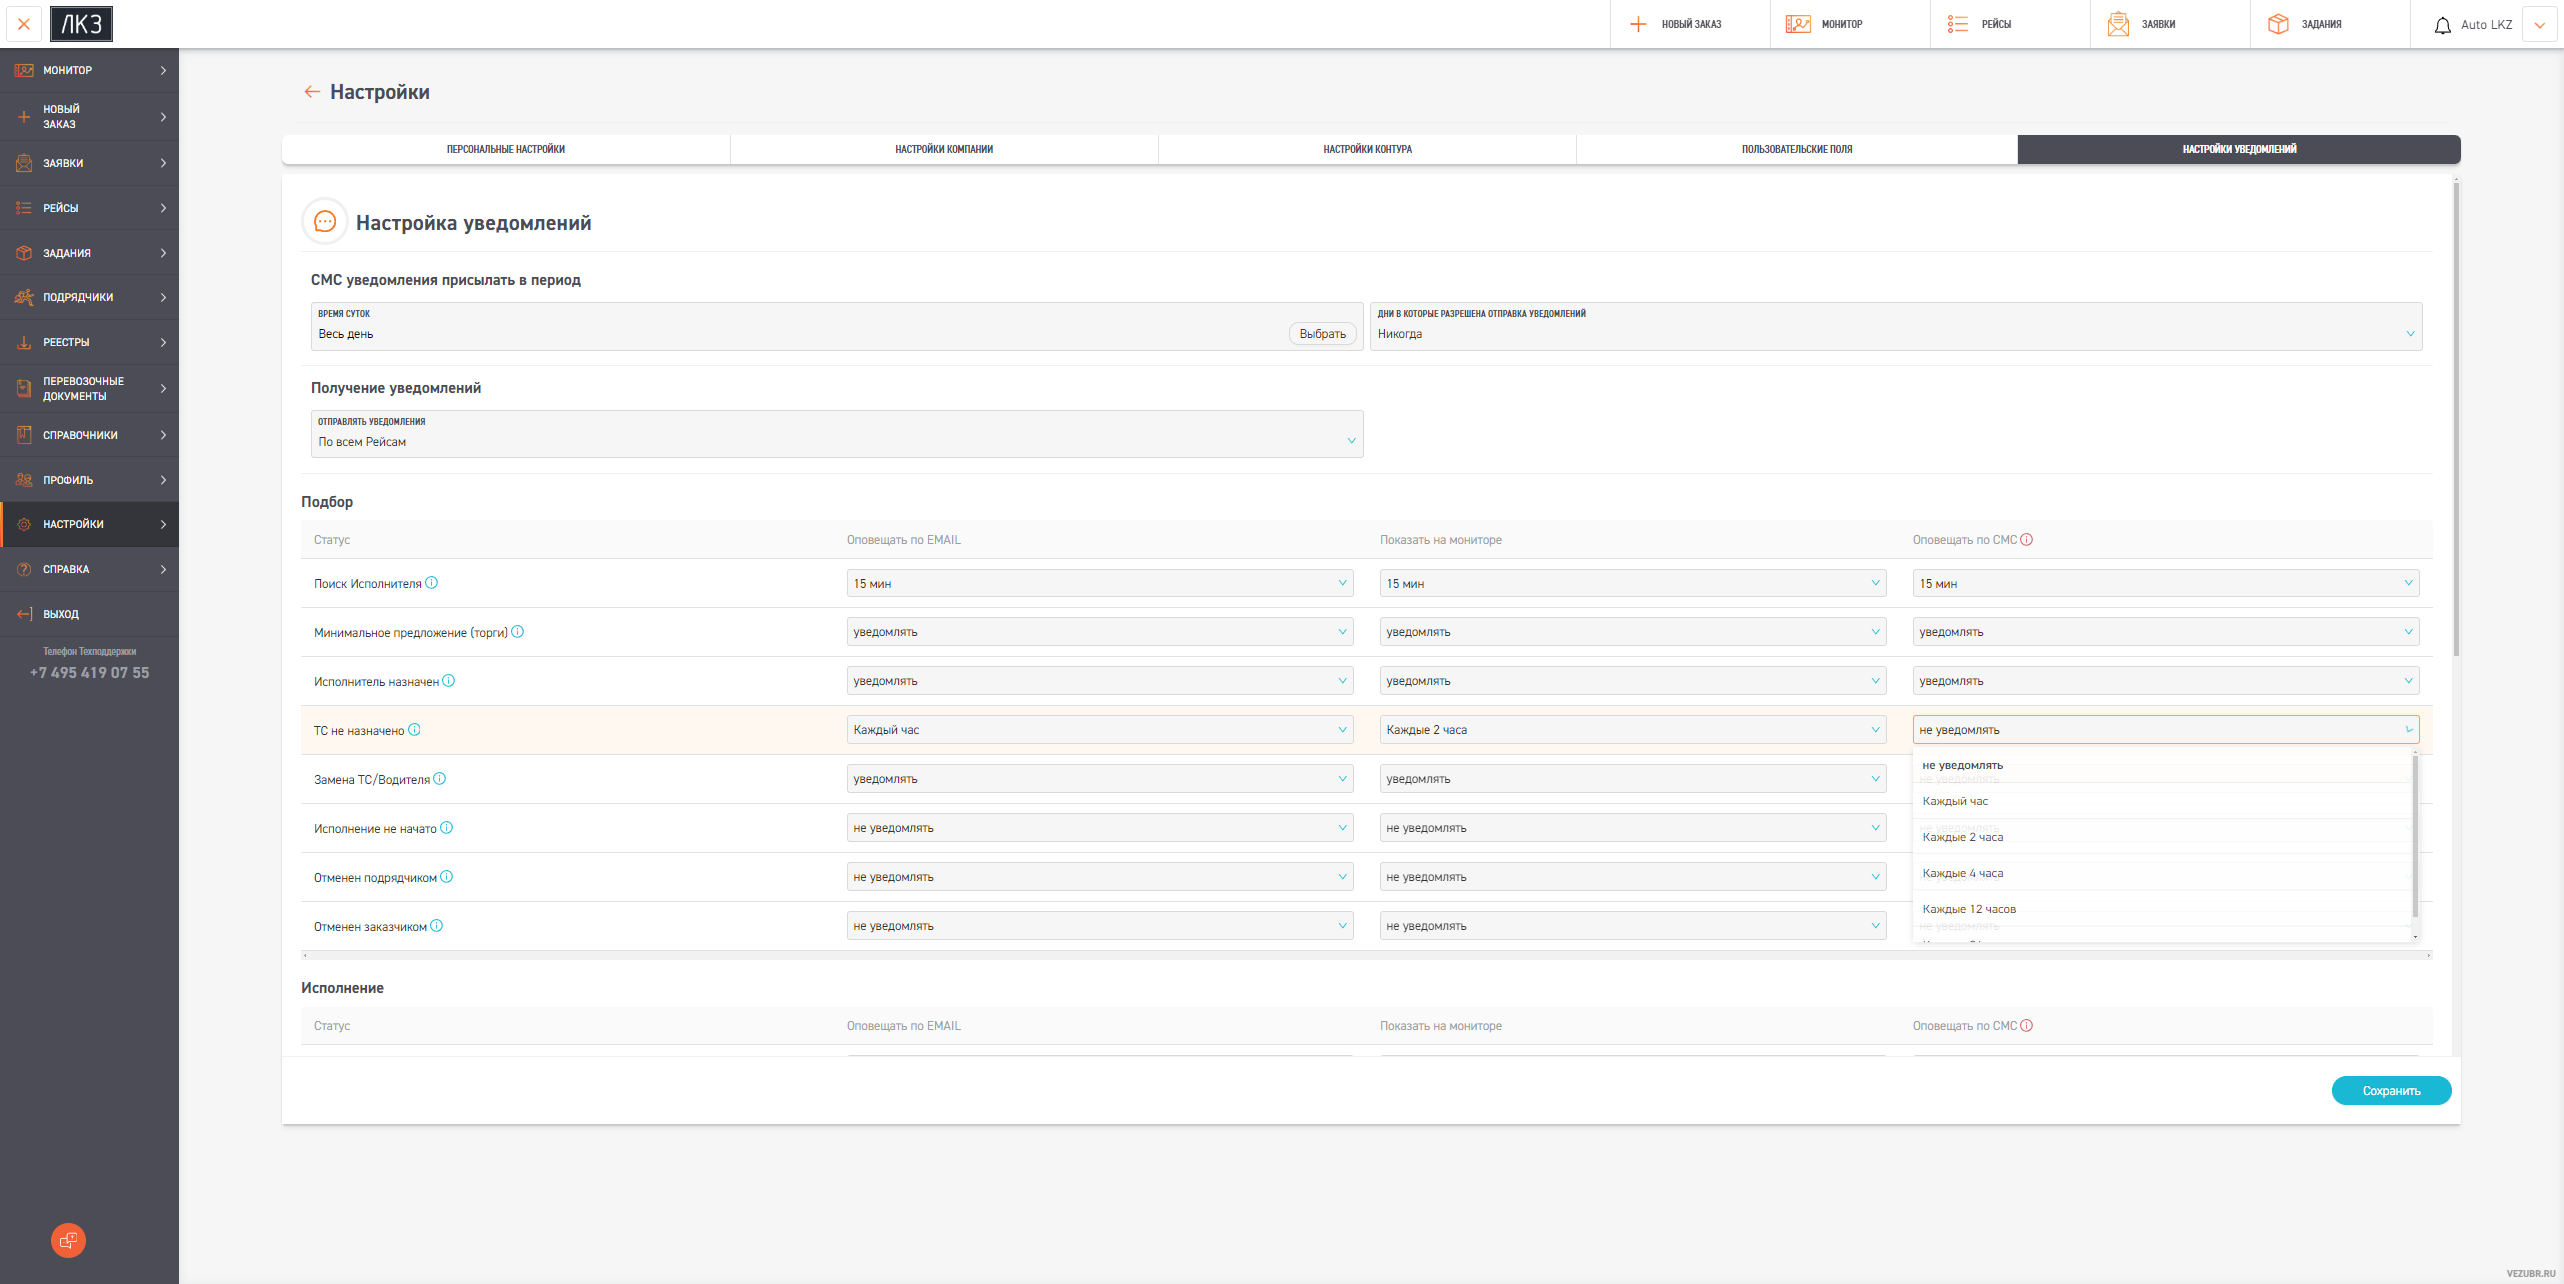 ЛКЗ
НОВЫЙ ЗАКАЗ
МОНИТОР
РЕЙСЫ
ЗАЯВКИ
ЗАДАНИЯ
Auto LKZ
МОНИТОР
НОВЫЙ
ЗАКАЗ
ЗАЯВКИ
РЕЙСЫ
ЗАДАНИЯ
ПОДРЯДЧИКИ
РЕЕСТРЫ
ПЕРЕВОЗОЧНЫЕ
ДОКУМЕНТЫ
СПРАВОЧНИКИ
ПРОФИЛЬ
НАСТРОЙКИ
СПРАВКА
ВЫХОД
Телефон Техподдержки
+7 495 419 07 55
Настройки
ПЕРСОНАЛЬНЫЕ НАСТРОЙКИ
НАСТРОЙКИ КОМПАНИИ
НАСТРОЙКИ КОНТУРА
ПОЛЬЗОВАТЕЛЬСКИЕ ПОЛЯ
НАСТРОЙКИ УВЕДОМЛЕНИЙ
Настройка уведомлений
СМС уведомления присылать в период
ВРЕМЯ СУТОК
Весь день
Выбрать
ДНИ В КОТОРЫЕ РАЗРЕШЕНА ОТПРАВКА УВЕДОМЛЕНИЙ
Никогда
Получение уведомлений
ОТПРАВЛЯТЬ УВЕДОМЛЕНИЯ
По всем Рейсам
Подбор
Статус Оповещать по EMAIL Показать на мониторе Оповещать по СМС
Поиск Исполнителя 15 мин 15 мин 15 мин
Минимальное предложение (торги) уведомлять уведомлять уведомлять
Исполнитель назначен уведомлять уведомлять уведомлять
ТС не назначено Каждый час Каждые 2 часа не уведомлять
Замена ТС/Водителя уведомлять уведомлять
Исполнение не начато не уведомлять не уведомлять
Отменен подрядчиком не уведомлять не уведомлять
Отменен заказчиком не уведомлять не уведомлять
не уведомлять
Каждый час
Каждые 2 часа
Каждые 4 часа
Каждые 12 часов
Исполнение
Статус Оповещать по EMAIL Показать на мониторе Оповещать по СМС
Сохранить
VEZUBR.RU